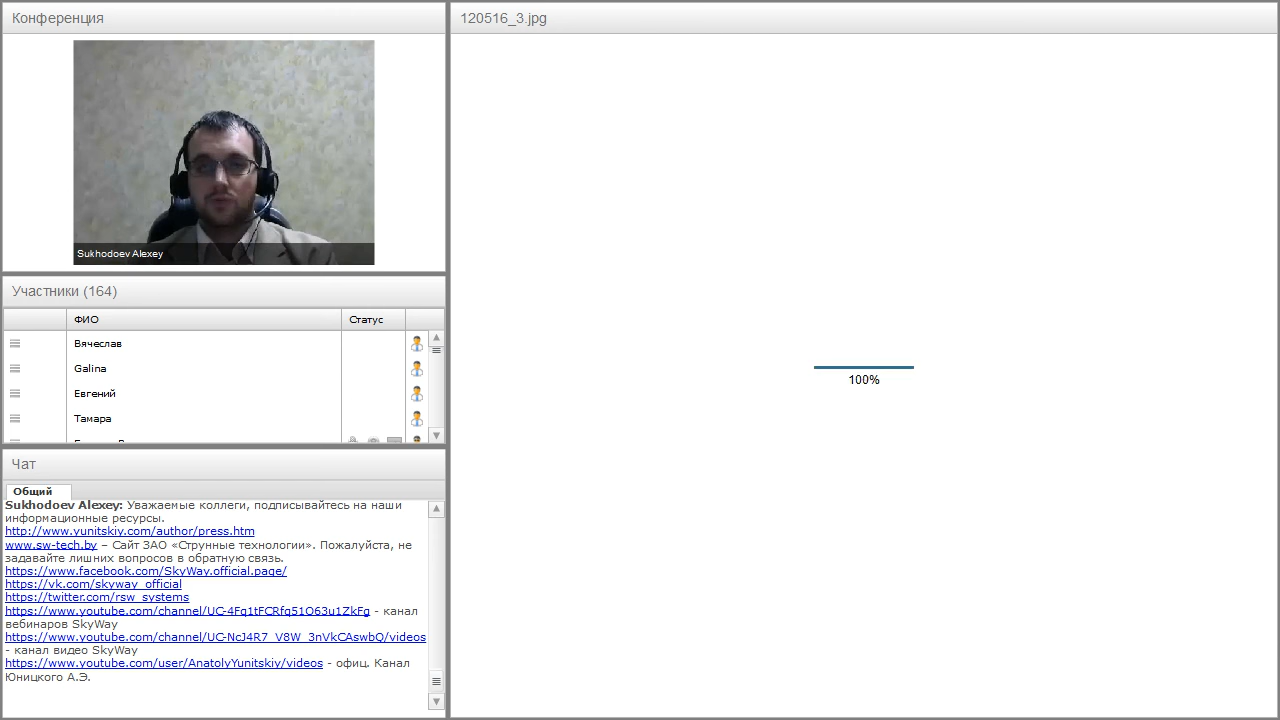 Конференция
120516_3.jpg
Sukhodoev Alexey
Участники (164)
ФИО
Статус
Вячеслав
Galina
Евгений
Тамара
Чат
Общий
Sukhodoev Alexey: Уважаемые коллеги, подписывайтесь на наши
информационные ресурсы.
http://www.yunitskiy.com/author/press.htm
www.sw-tech.by – Сайт ЗАО «Струнные технологии». Пожалуйста, не
задавайте лишних вопросов в обратную связь.
https://www.facebook.com/SkyWay.official.page/
https://vk.com/skyway_official
https://twitter.com/rsw_systems
https://www.youtube.com/channel/UC-4Fq1tFCRfq51O63u1ZkFg - канал
вебинаров SkyWay
https://www.youtube.com/channel/UC-NcJ4R7_V8W_3nVkCAswbQ/videos
- канал видео SkyWay
https://www.youtube.com/user/AnatolyYunitskiy/videos - офиц. Канал
Юницкого А.Э.
100%